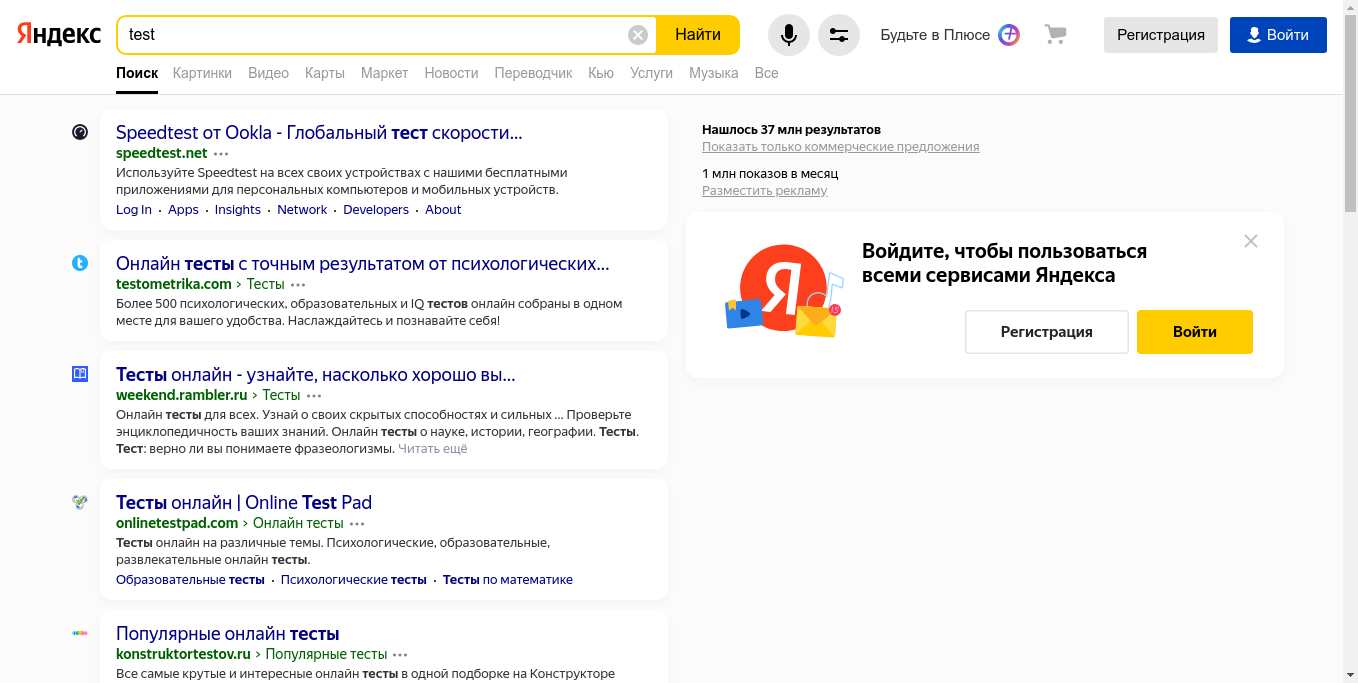 Яндекс
test
Найти
Будьте в Плюсе
Регистрация
Войти
Поиск Картинки Видео Карты Маркет Новости Переводчик Кью Услуги Музыка Все
Speedtest от Ookla - Глобальный тест скорости...
speedtest.net
Используйте Speedtest на всех своих устройствах с нашими бесплатными
приложениями для персональных компьютеров и мобильных устройств.
Log In · Apps · Insights · Network · Developers · About
Онлайн тесты с точным результатом от психологических...
testometrika.com › Тесты
Более 500 психологических, образовательных и IQ тестов онлайн собраны в одном
месте для вашего удобства. Наслаждайтесь и познавайте себя!
Тесты онлайн - узнайте, насколько хорошо вы...
weekend.rambler.ru › Тесты
Онлайн тесты для всех. Узнай о своих скрытых способностях и сильных ... Проверьте
энциклопедичность ваших знаний. Онлайн тесты о науке, истории, географии. Тесты.
Тест: верно ли вы понимаете фразеологизмы. Читать ещё
Тесты онлайн | Online Test Pad
onlinetestpad.com › Онлайн тесты
Тесты онлайн на различные темы. Психологические, образовательные,
развлекательные онлайн тесты.
Образовательные тесты · Психологические тесты · Тесты по математике
Популярные онлайн тесты
konstruktortestov.ru › Популярные тесты
Все самые крутые и интересные онлайн тесты в одной подборке на Конструкторе
Нашлось 37 млн результатов
Показать только коммерческие предложения
1 млн показов в месяц
Разместить рекламу
Я
15
Войдите, чтобы пользоваться
всеми сервисами Яндекса
Регистрация
Войти